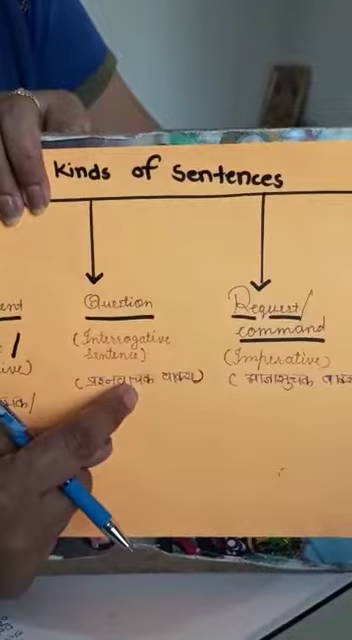 Kinds of Sentences
Question
(Interrogative
Sentence)
(प्रश्नवाचक वाक्य)
Request/
command
(Imperative)
(आज्ञासुचक